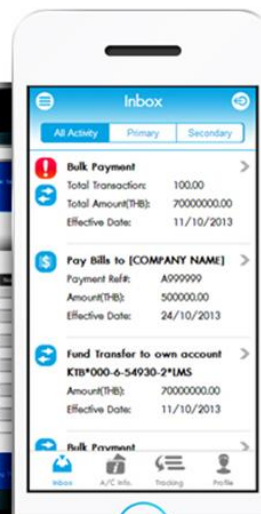 Inbox
All Activity Primary Secondary
Bulk Payment
Total Transaction: 100.00
Total Amount(THB): 70000000.00
Effective Date: 11/10/2013
Pay Bills to [COMPANY NAME]
Payment Ref#: A999999
Amount(THB): 500000.00
Effective Date: 24/10/2013
Fund Transfer to own account
KTB*000-6-54930-2*LMS
Amount(THB): 70000000.00
Effective Date: 11/10/2013
Bulk Payment
Inbox A/C Info. Tracking Profile